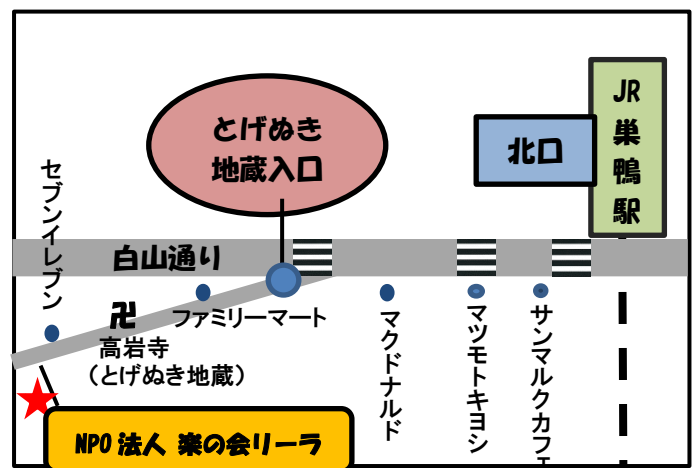 JR
巣
鴨
駅
北口
とげぬき
地蔵入口
セブンイレブン
白山通り
卍
ファミリーマート
高岩寺
(とげぬき地蔵)
マクドナルド
マツモトキヨシ
サンマルクカフェ
NPO 法人 楽の会リーラ